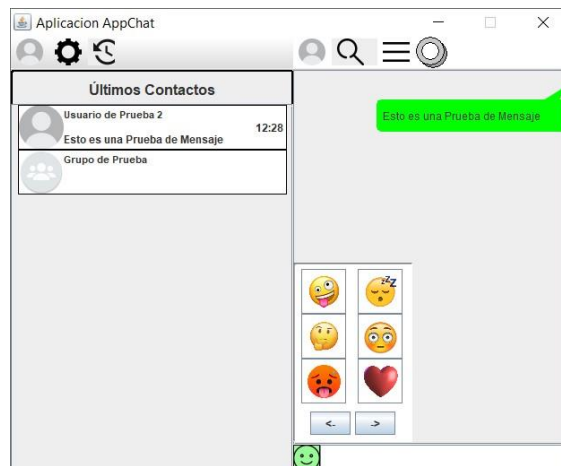 Aplicacion AppChat
Últimos Contactos
Usuario de Prueba 2
12:28
Esto es una Prueba de Mensaje
Grupo de Prueba
Esto es una Prueba de Mensaje
zZZ
<-
->